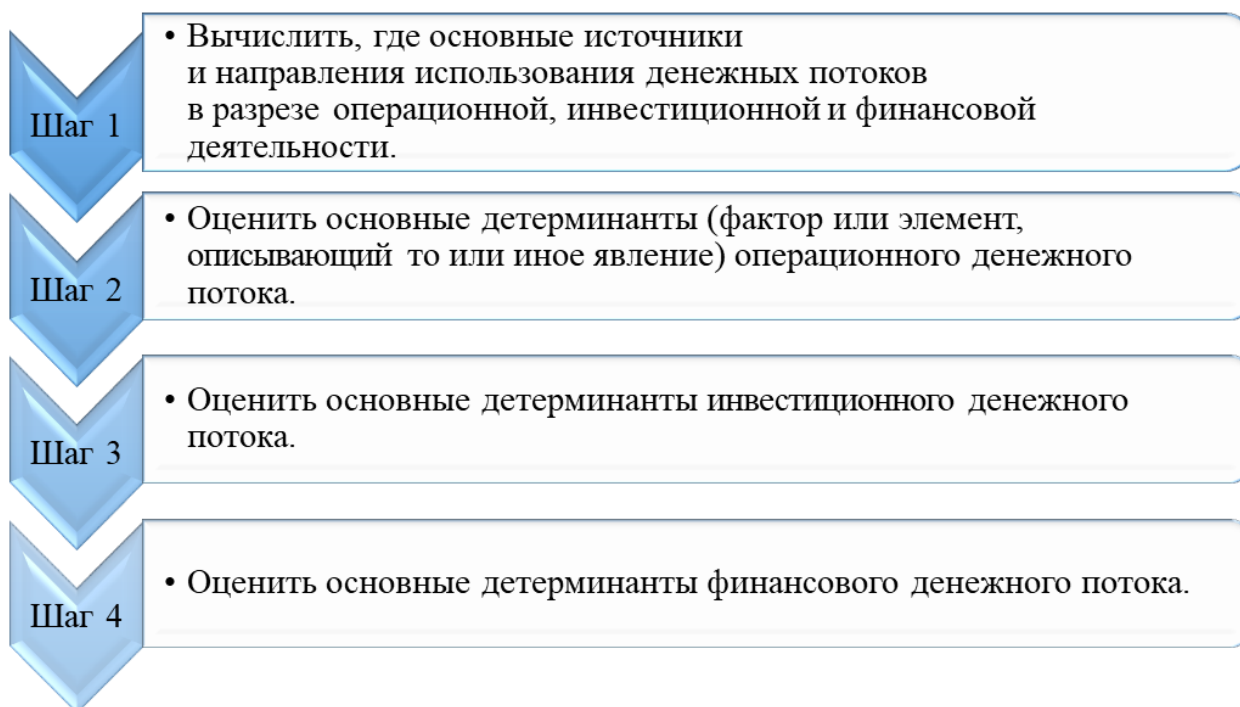 Шаг 1
• Вычислить, где основные источники
и направления использования денежных потоков
в разрезе операционной, инвестиционной и финансовой
деятельности.
Шаг 2
• Оценить основные детерминанты (фактор или элемент,
описывающий то или иное явление) операционного денежного
потока.
Шаг 3
• Оценить основные детерминанты инвестиционного денежного
потока.
Шаг 4
• Оценить основные детерминанты финансового денежного потока.